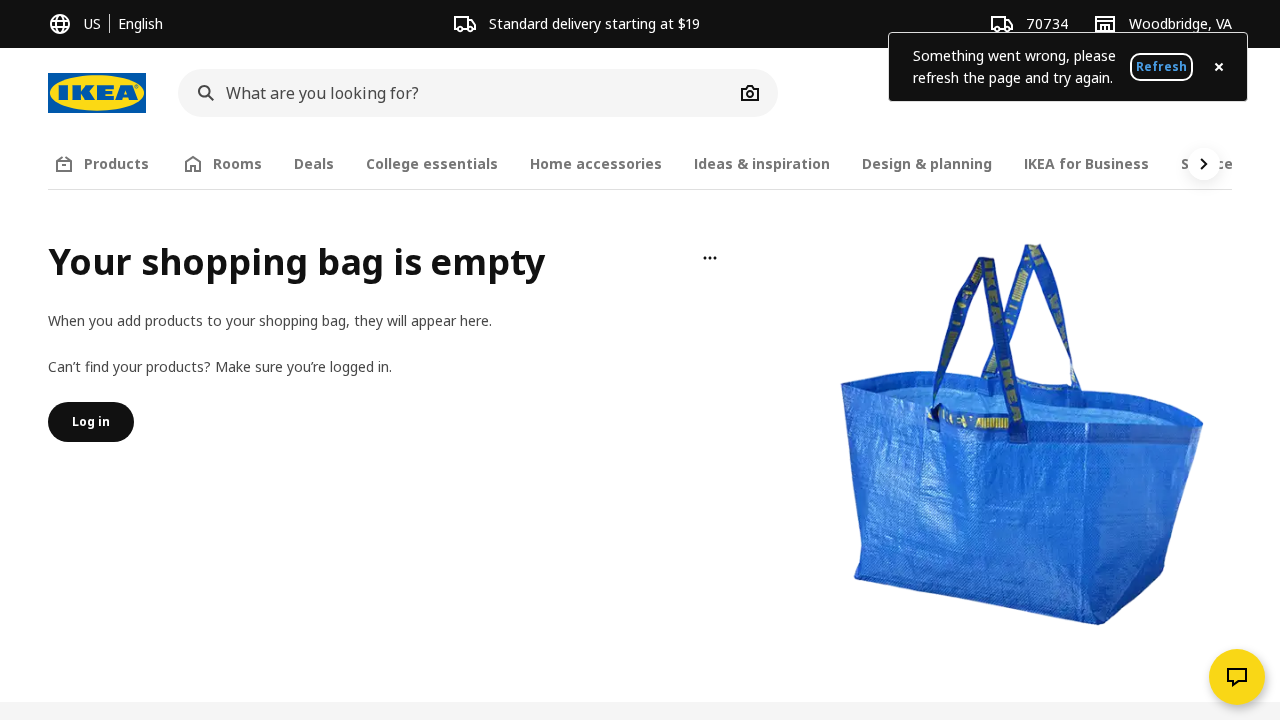 US | English
Standard delivery starting at $19
70734
Woodbridge, VA
Something went wrong, please
refresh the page and try again.
Refresh
IKEA
What are you looking for?
Products
Rooms
Deals
College essentials
Home accessories
Ideas & inspiration
Design & planning
IKEA for Business
Your shopping bag is empty
When you add products to your shopping bag, they will appear here.
Can’t find your products? Make sure you’re logged in.
Log in